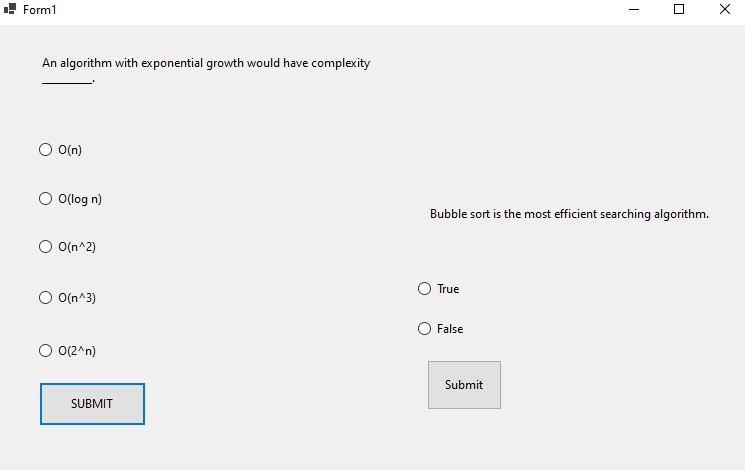 Form1
An algorithm with exponential growth would have complexity
________.
O(n)
O(log n)
O(n^2)
O(n^3)
O(2^n)
SUBMIT
Bubble sort is the most efficient searching algorithm.
True
False
Submit